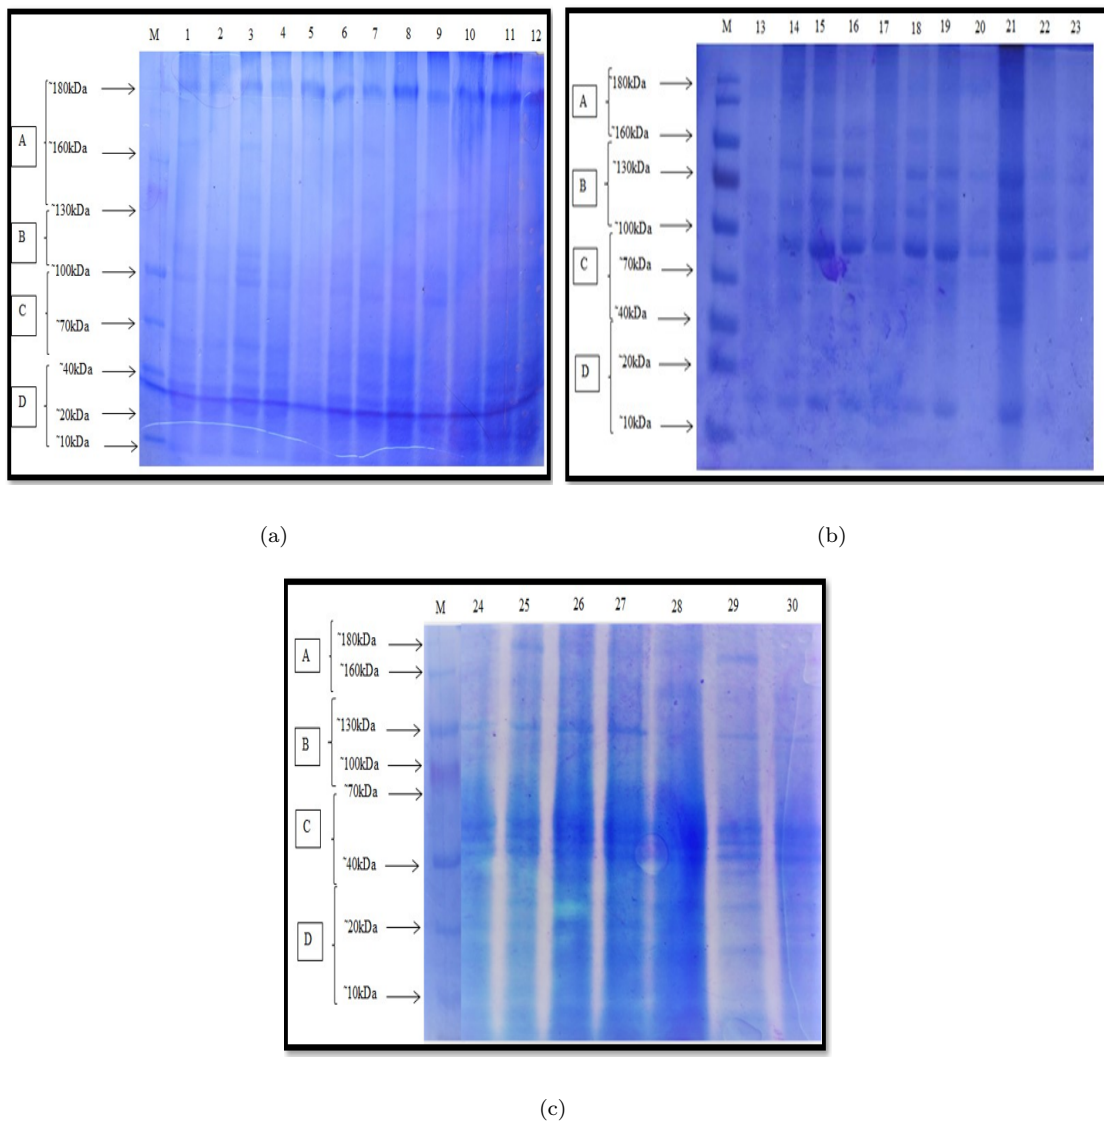 M 1 2 3 4 5 6 7 8 9 10 11 12
~180kDa
A
~160kDa
~130kDa
B
~100kDa
C
~70kDa
~40kDa
D
~20kDa
~10kDa
(a)
M 13 14 15 16 17 18 19 20 21 22 23
~180kDa
A
~160kDa
~130kDa
B
~100kDa
C
~70kDa
~40kDa
~20kDa
D
~10kDa
(b)
M 24 25 26 27 28 29 30
~180kDa
A
~160kDa
~130kDa
B
~100kDa
~70kDa
C
~40kDa
~20kDa
D
~10kDa
(c)